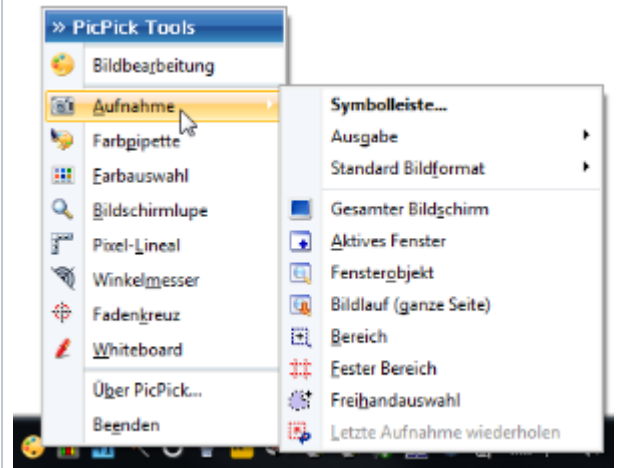 » PicPick Tools
Bildbearbeitung
Aufnahme
Farbpipette
Farbauswahl
Bildschirmlupe
Pixel-Lineal
Winkelmesser
Fadenkreuz
Whiteboard
Über PicPick...
Beenden
Symbolleiste...
Ausgabe
Standard Bildformat
Gesamter Bildschirm
Aktives Fenster
Fensterobjekt
Bildlauf (ganze Seite)
Bereich
Fester Bereich
Freihandauswahl
Letzte Aufnahme wiederholen